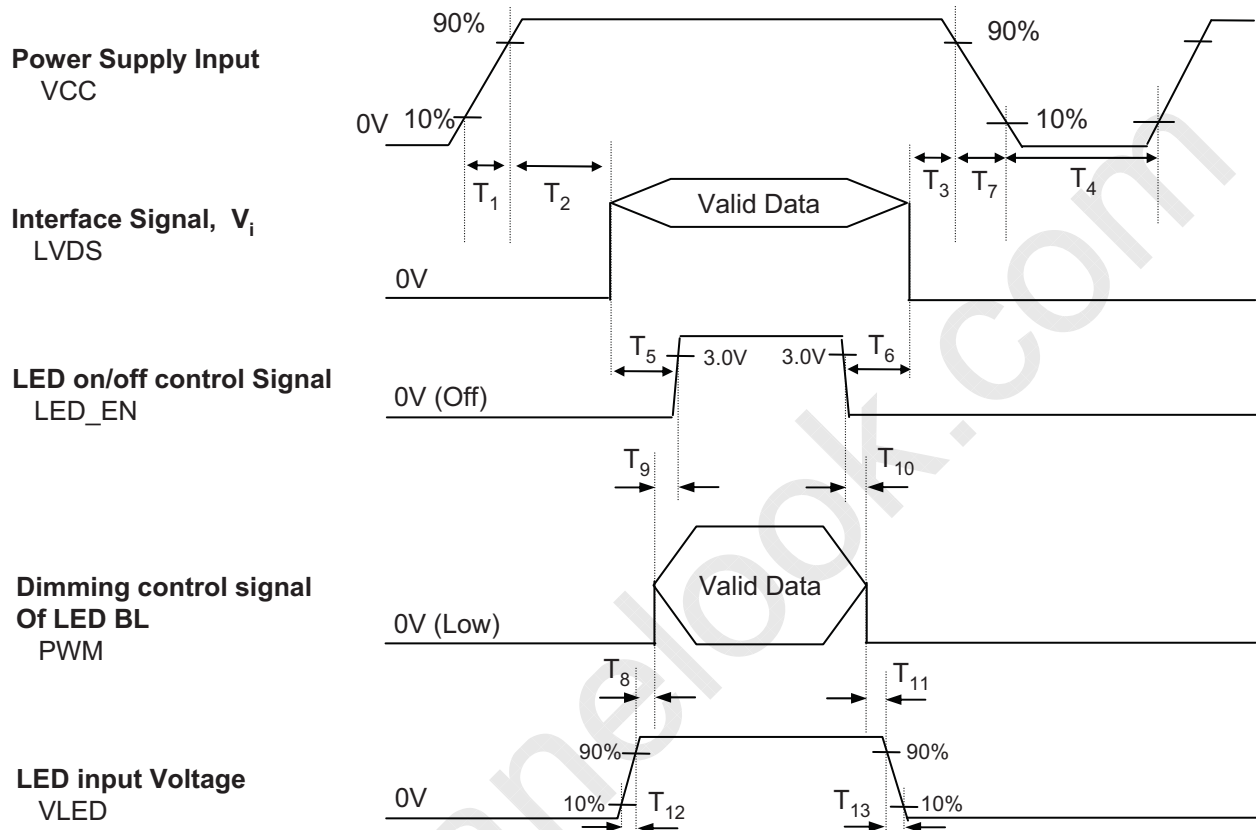 90%
90%
Power Supply Input
VCC
0V
10%
10%
T1
T2
T3
T7
T4
Interface Signal, Vi
LVDS
Valid Data
0V
T5
3.0V
3.0V
T6
LED on/off control Signal
LED_EN
0V (Off)
T9
T10
Dimming control signal
Of LED BL
PWM
Valid Data
0V (Low)
T8
T11
LED input Voltage
VLED
90%
90%
0V
10%
T12
T13
10%
anelook.com